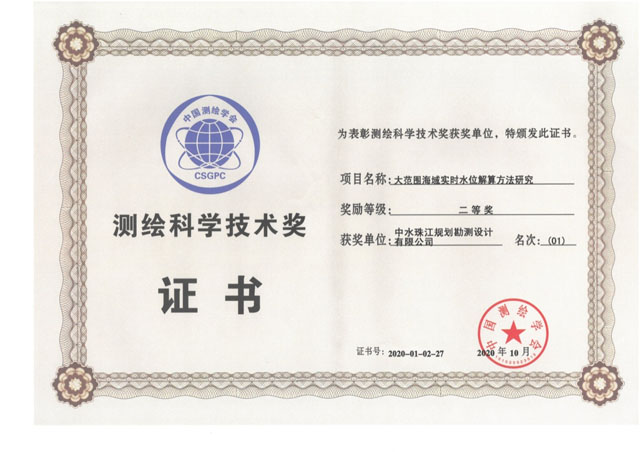 中国测绘学会
CSGPC
测绘科学技术奖
证书
为表彰测绘科学技术奖获奖单位，特颁发此证书。
项目名称：大范围海域实时水位解算方法研究
奖励等级：二等奖
获奖单位：中水珠江规划勘测设计有限公司 名次：(01)
证书号：2020-01-02-27
中国测绘学会
2020年10月